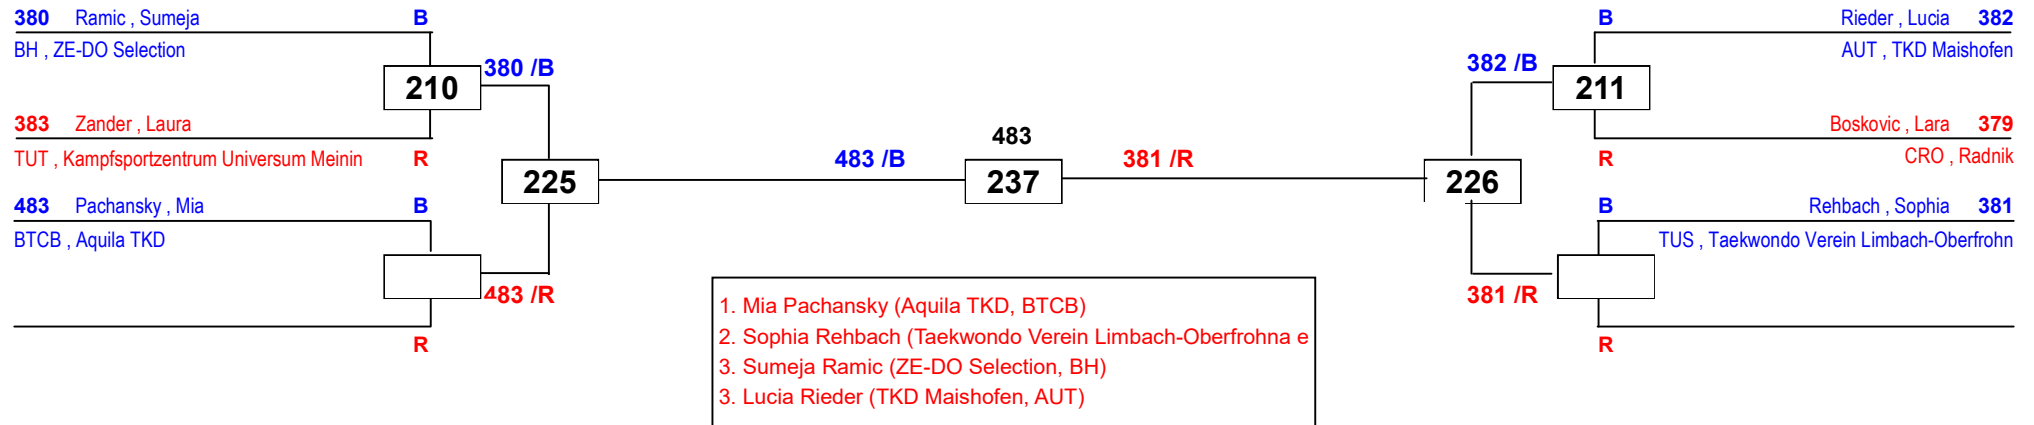 380 Ramic , Sumeja B
BH , ZE-DO Selection
210
380 /B
383 Zander , Laura
TUT , Kampfsportzentrum Universum Meinin R
225
483 Pachansky , Mia B
BTCB , Aquila TKD
483 /R
R
483 /B
483
237
381 /R
B Rieder , Lucia 382
AUT , TKD Maishofen
382 /B
211
Boskovic , Lara 379
R CRO , Radnik
226
B Rehbach , Sophia 381
TUS , Taekwondo Verein Limbach-Oberfrohn
381 /R
R
1. Mia Pachansky (Aquila TKD, BTCB)
2. Sophia Rehbach (Taekwondo Verein Limbach-Oberfrohna e
3. Sumeja Ramic (ZE-DO Selection, BH)
3. Lucia Rieder (TKD Maishofen, AUT)